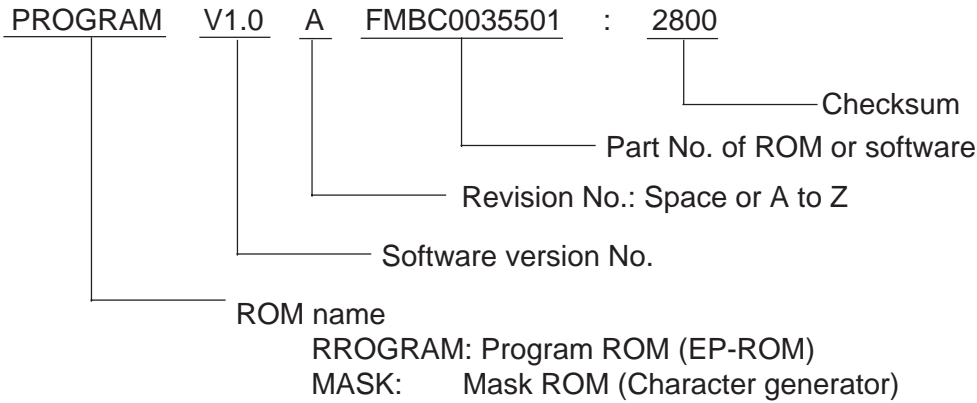 PROGRAM V1.0 A FMBC0035501 : 2800
Checksum
Part No. of ROM or software
Revision No.: Space or A to Z
Software version No.
ROM name
RROGRAM: Program ROM (EP-ROM)
MASK: Mask ROM (Character generator)